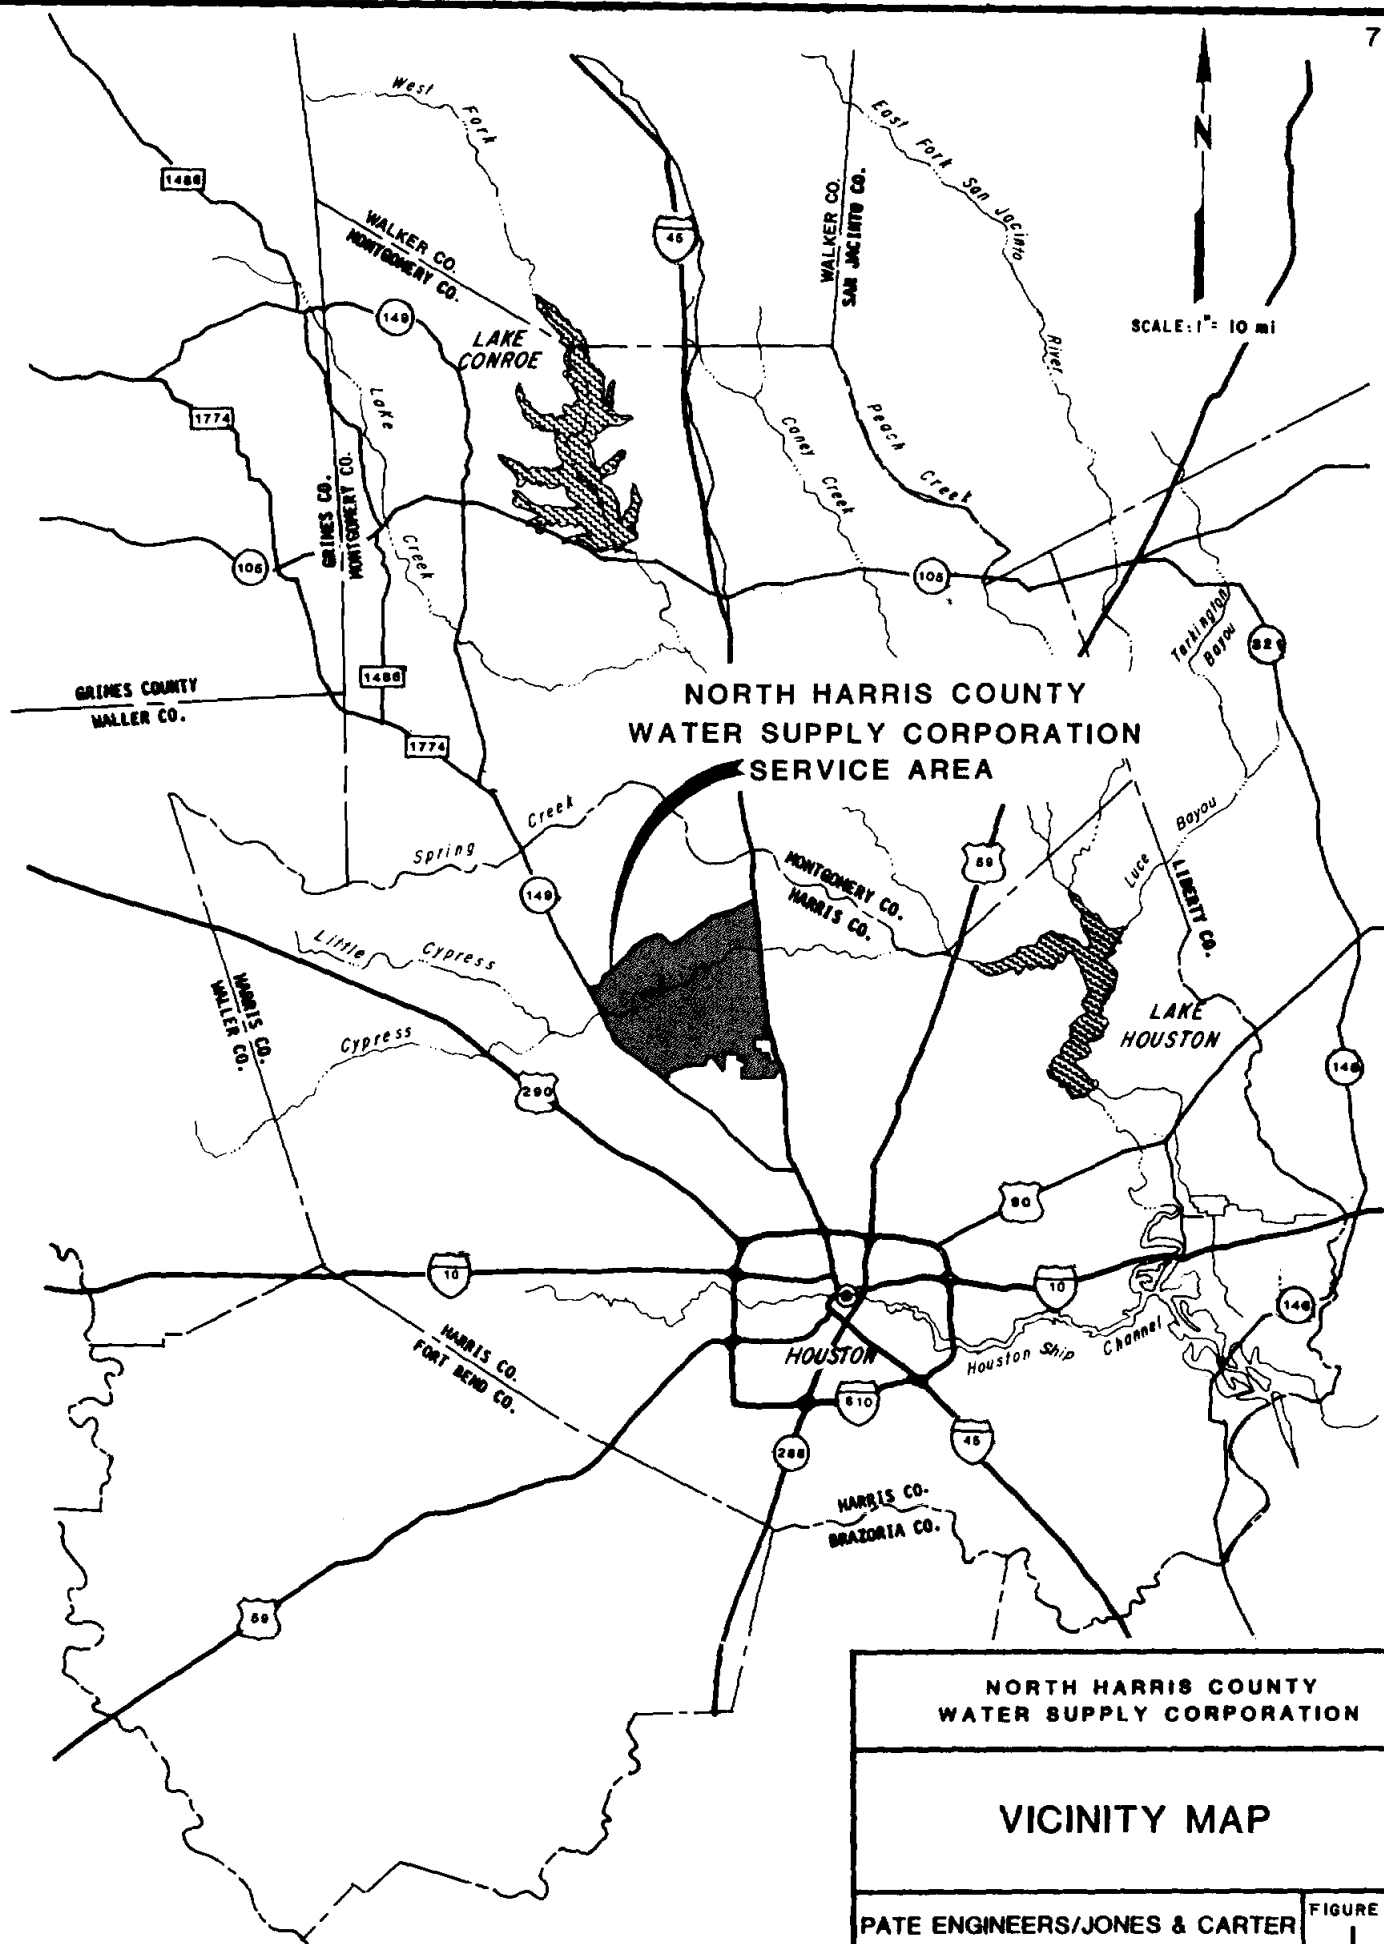 7
West Fork
East Fork San Jacinto River
N
1486
WALKER CO.
MONTGOMERY CO.
45
WALKER CO.
SAN JACINTO CO.
SCALE: 1" = 10 mi
149
LAKE
CONROE
1774
Lake Creek
Caney Creek
Peach Creek
GRIMES CO.
MONTGOMERY CO.
105
105
Tarkington
Bayou
321
GRIMES COUNTY
WALLER CO.
1486
1774
NORTH HARRIS COUNTY
WATER SUPPLY CORPORATION
SERVICE AREA
Spring Creek
Luce Bayou
MONTGOMERY CO.
HARRIS CO.
59
149
LIBERTY CO.
Little Cypress
HARRIS CO.
WALLER CO.
Cypress
LAKE
HOUSTON
290
146
90
10
10
146
HARRIS CO.
FORT BEND CO.
HOUSTON
Houston Ship Channel
610
288
45
HARRIS CO.
BRAZORIA CO.
59
NORTH HARRIS COUNTY
WATER SUPPLY CORPORATION
VICINITY MAP
PATE ENGINEERS/JONES & CARTER
FIGURE
1